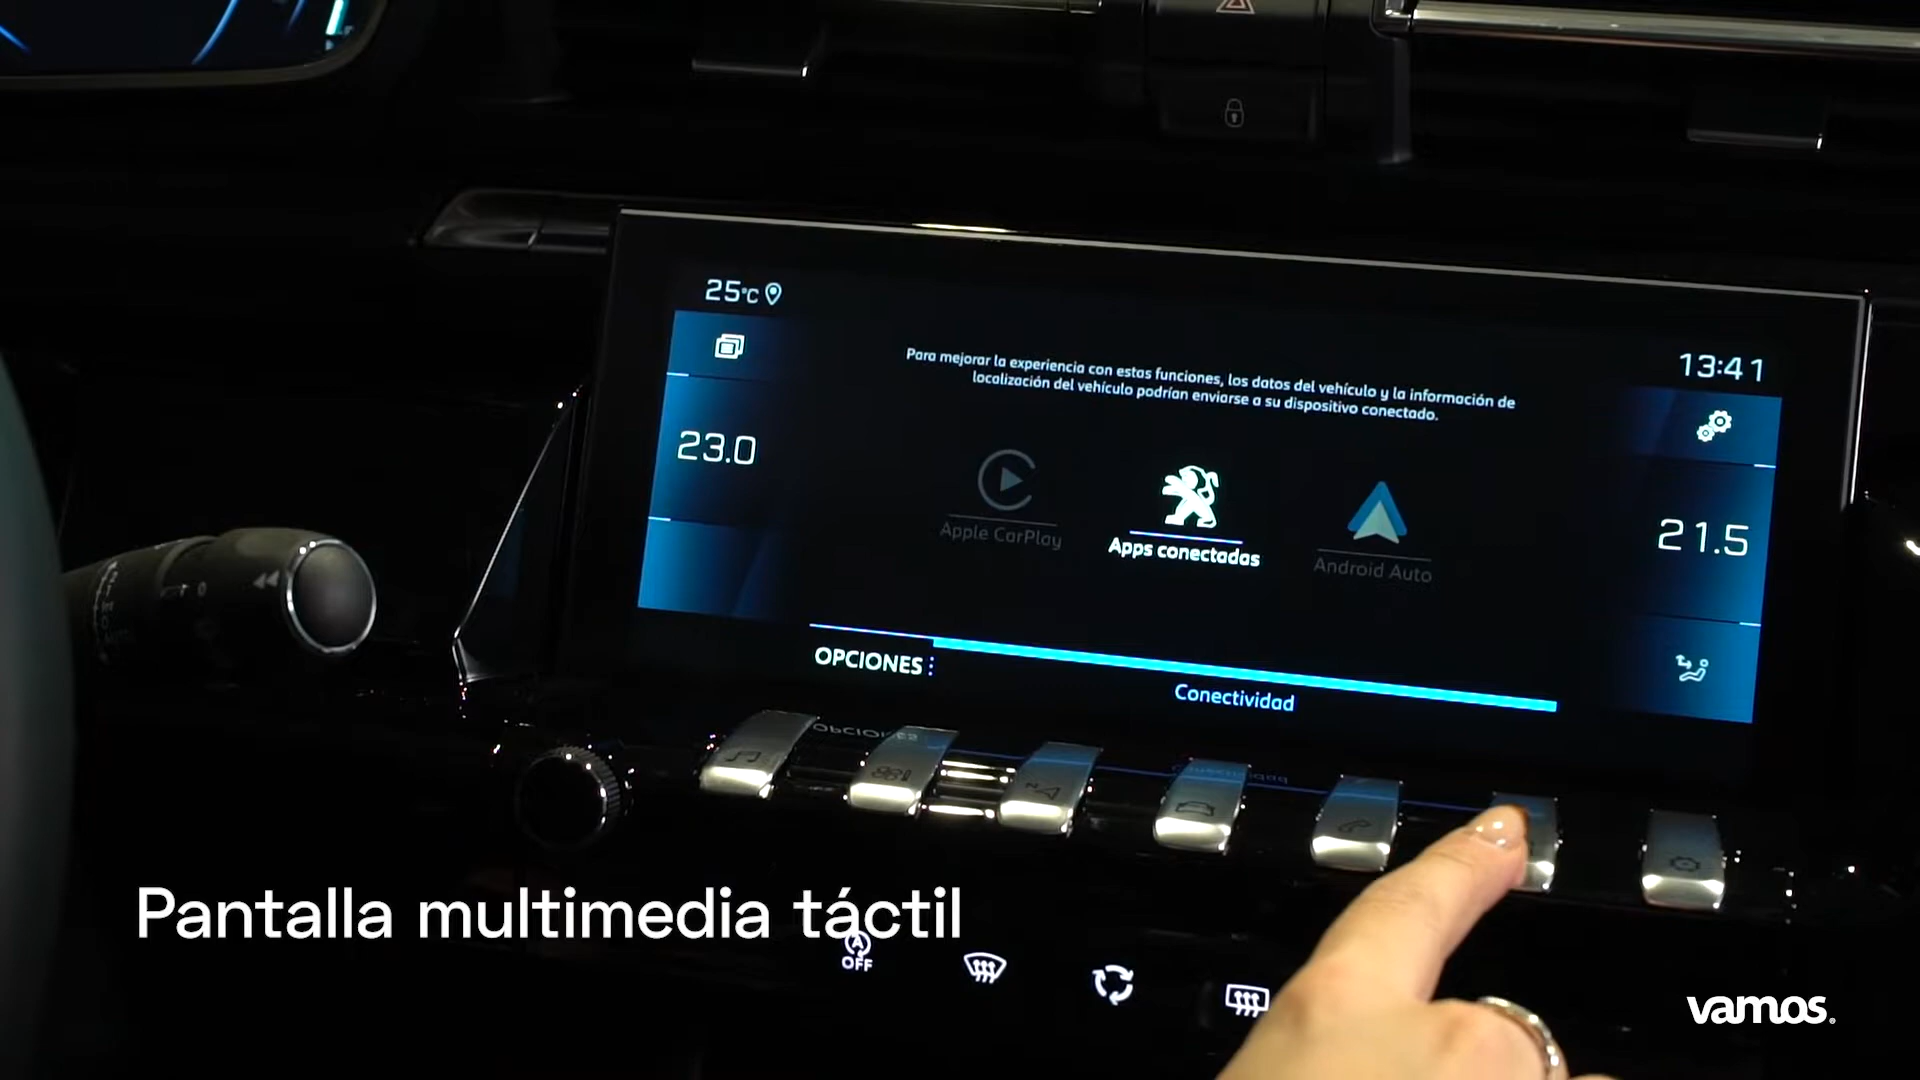 25°C
13:41
Para mejorar la experiencia con estas funciones, los datos del vehículo y la información de
localización del vehículo podrían enviarse a su dispositivo conectado.
23.0
21.5
Apple CarPlay
Apps conectadas
Android Auto
OPCIONES
Conectividad
Pantalla multimedia táctil
A
OFF
vamos.